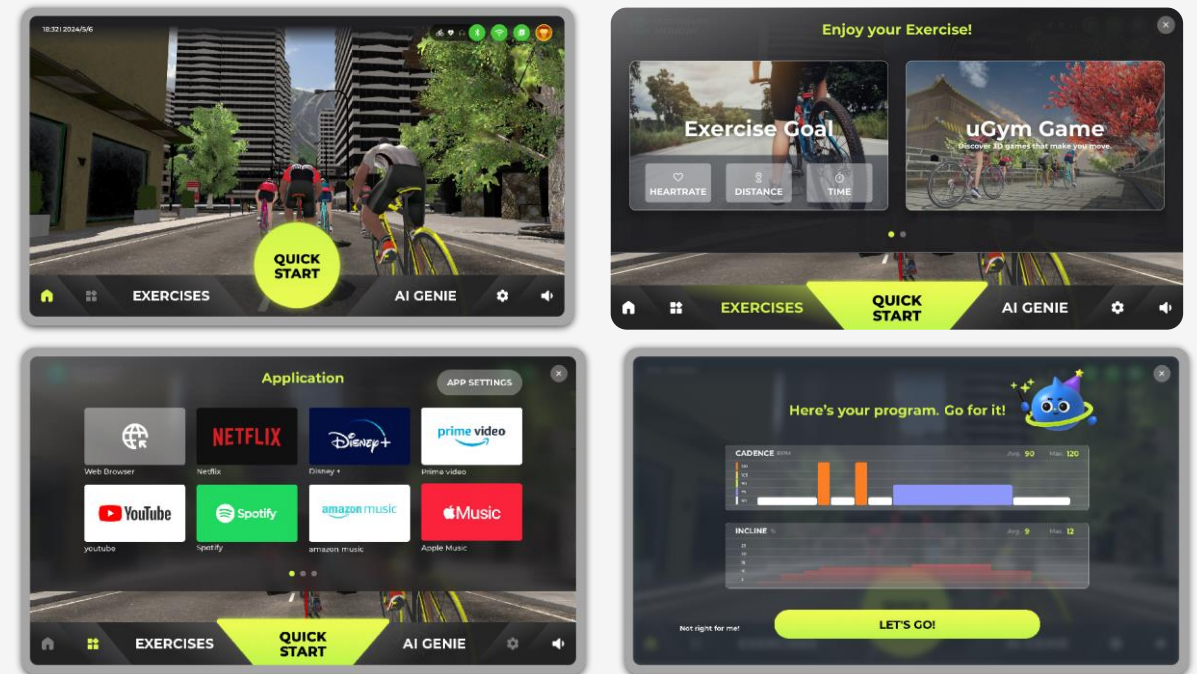 18:32| 2024/5/6
QUICK
START
EXERCISES
AI GENIE
Enjoy your Exercise!
Exercise Goal
HEARTRATE
DISTANCE
TIME
uGym Game
Discover 3D games that make you move.
EXERCISES
QUICK
START
AI GENIE
Application
APP SETTINGS
Web Browser
NETFLIX
Netflix
Disney+
Disney +
prime video
Prime video
YouTube
youtube
Spotify
Spotify
amazon music
amazon music
Music
Apple Music
EXERCISES
QUICK
START
AI GENIE
Here's your program. Go for it!
CADENCE
Avg. 90 Max. 120
INCLINE %
Avg. 9 Max. 12
Not right for me!
LET'S GO!